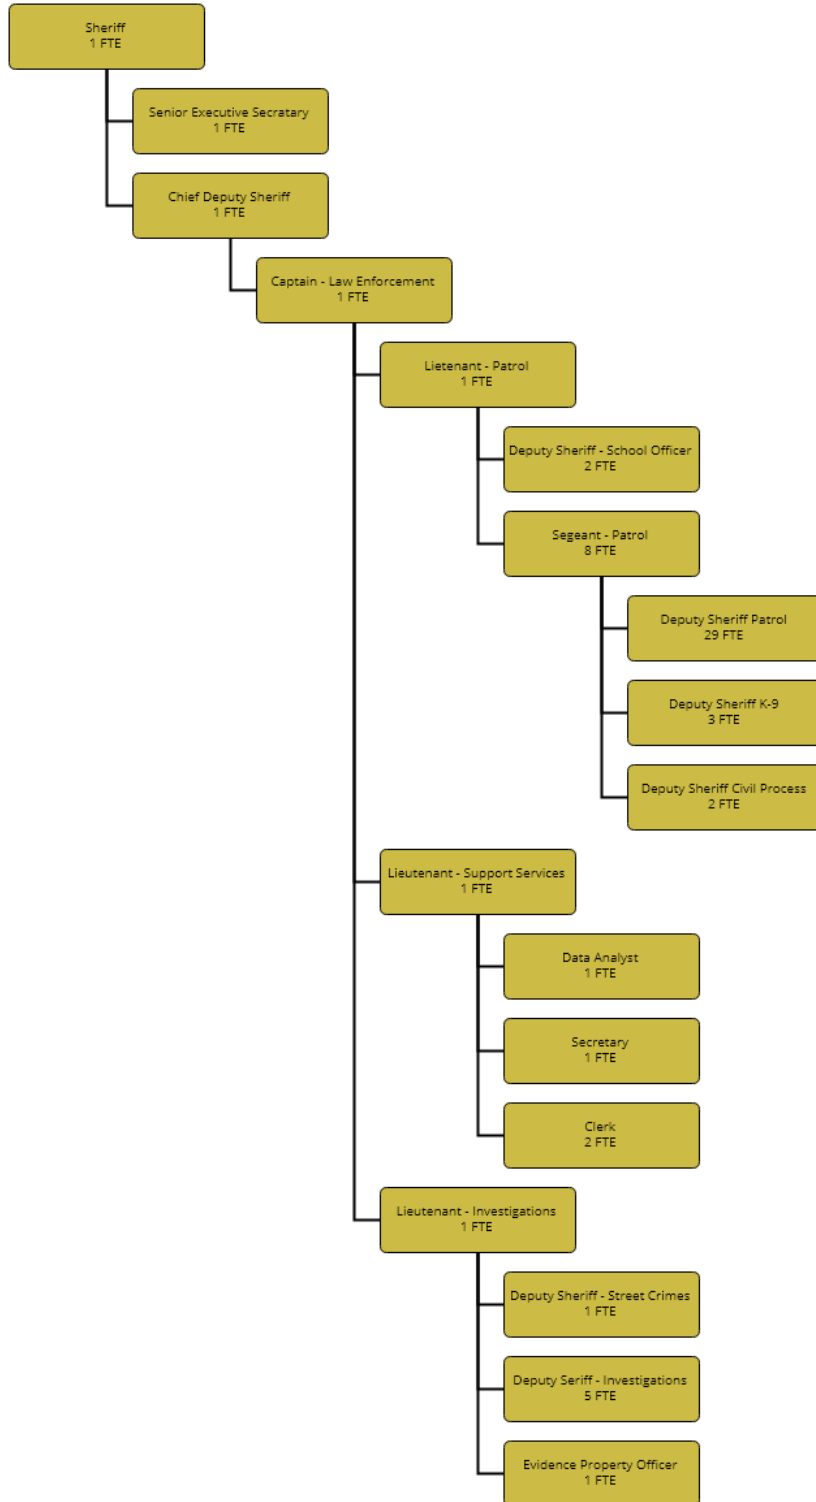 Sheriff
1 FTE
Senior Executive Secratary
1 FTE
Chief Deputy Sheriff
1 FTE
Captain - Law Enforcement
1 FTE
Lietenant - Patrol
1 FTE
Deputy Sheriff - School Officer
2 FTE
Segeant - Patrol
8 FTE
Deputy Sheriff Patrol
29 FTE
Deputy Sheriff K-9
3 FTE
Deputy Sheriff Civil Process
2 FTE
Lieutenant - Support Services
1 FTE
Data Analyst
1 FTE
Secretary
1 FTE
Clerk
2 FTE
Lieutenant - Investigations
1 FTE
Deputy Sheriff - Street Crimes
1 FTE
Deputy Seriff - Investigations
5 FTE
Evidence Property Officer
1 FTE